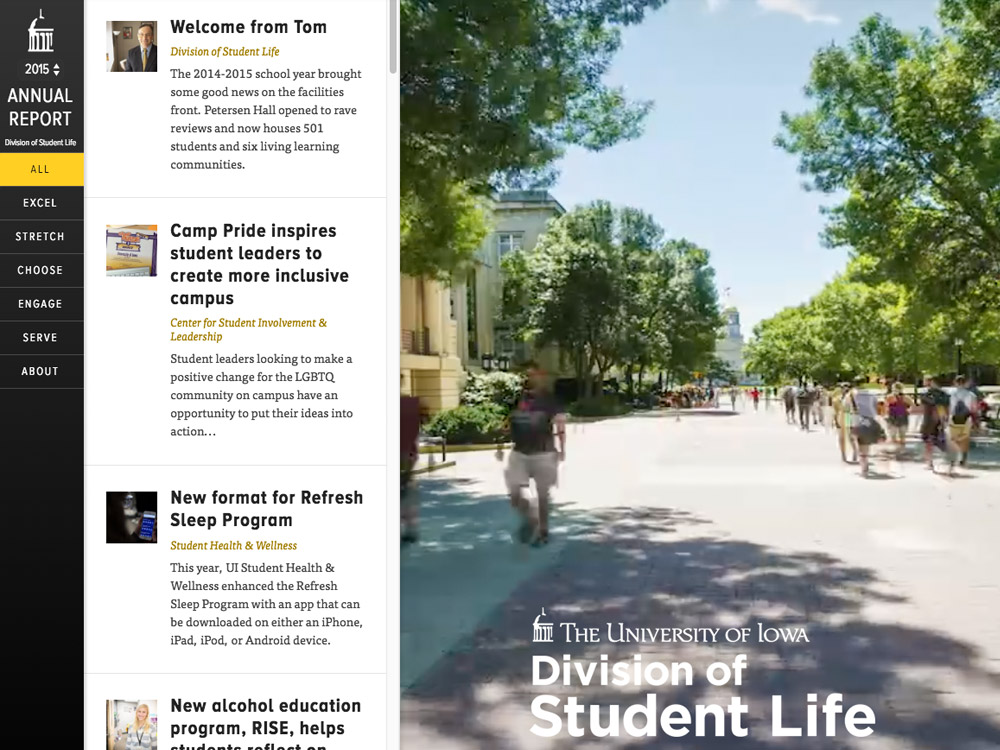 2015
ANNUAL
REPORT
Division of Student Life
ALL
EXCEL
STRETCH
CHOOSE
ENGAGE
SERVE
ABOUT
Welcome from Tom
Division of Student Life
The 2014-2015 school year brought
some good news on the facilities
front. Petersen Hall opened to rave
reviews and now houses 501
students and six living learning
communities.
Camp Pride inspires
student leaders to
create more inclusive
campus
Center for Student Involvement &
Leadership
Student leaders looking to make a
positive change for the LGBTQ
community on campus have an
opportunity to put their ideas into
action...
New format for Refresh
Sleep Program
Student Health & Wellness
This year, UI Student Health &
Wellness enhanced the Refresh
Sleep Program with an app that can
be downloaded on either an iPhone,
iPad, iPod, or Android device.
New alcohol education
program, RISE, helps
students reflect on
THE UNIVERSITY OF IOWA
Division of
Student Life